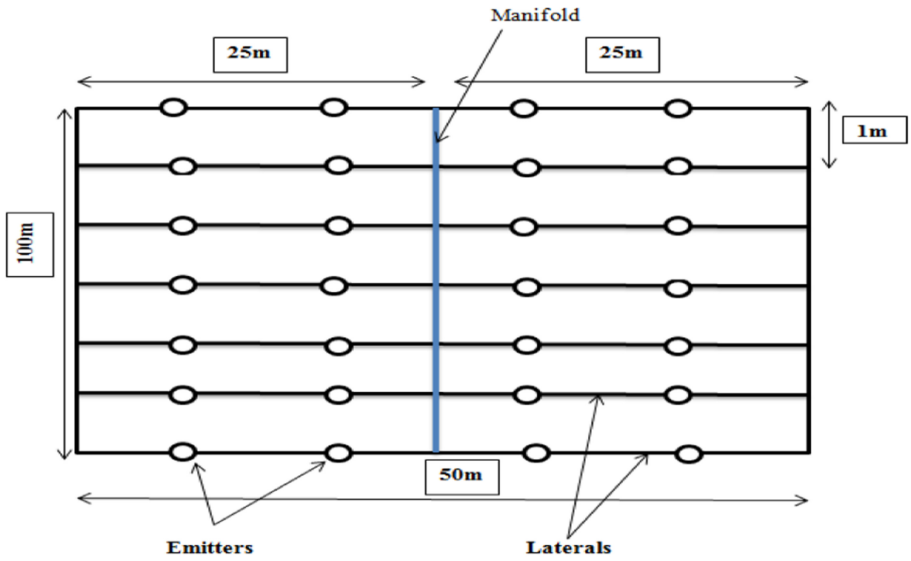 Manifold
25m
25m
1m
100m
50m
Emitters
Laterals